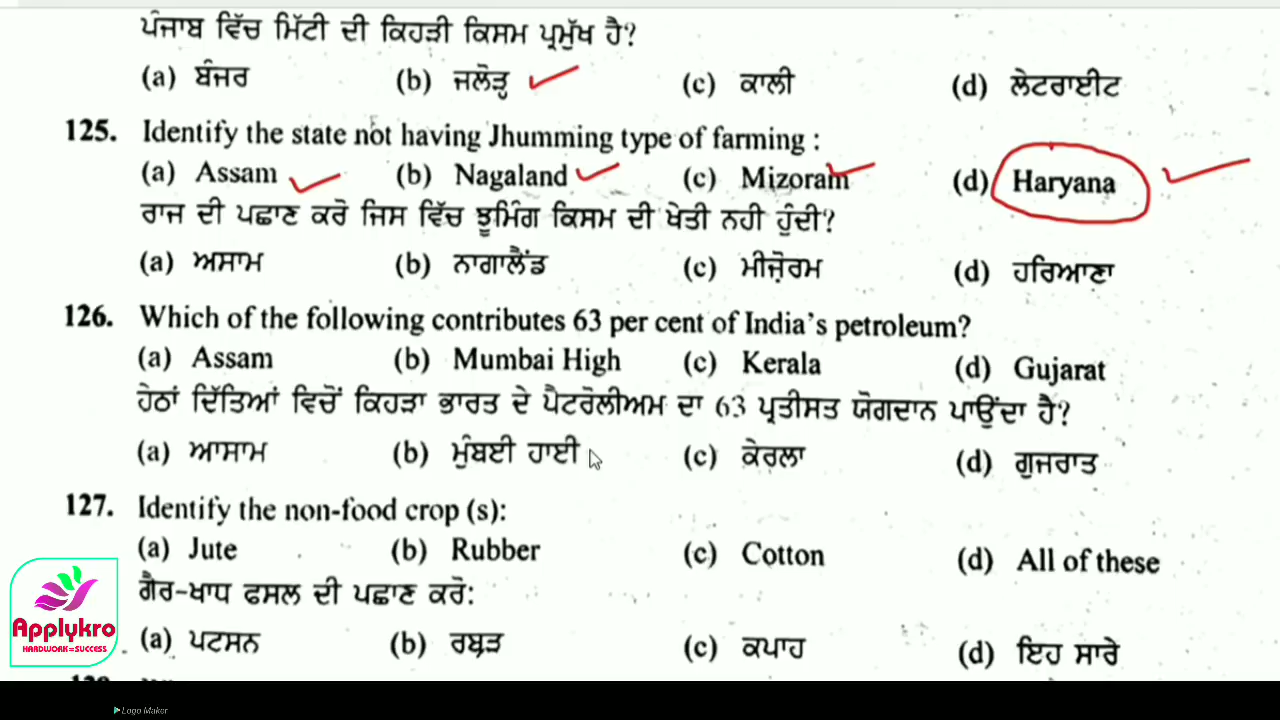 ਪੰਜਾਬ ਵਿੱਚ ਮਿੱਟੀ ਦੀ ਕਿਹੜੀ ਕਿਸਮ ਪ੍ਰਮੁੱਖ ਹੈ?
(a) ਬੰਜਰ (b) ਜਲੋੜ੍ਹ (c) ਕਾਲੀ (d) ਲੇਟਰਾਈਟ
125. Identify the state not having Jhumming type of farming :
(a) Assam (b) Nagaland (c) Mizoram (d) Haryana
ਰਾਜ ਦੀ ਪਛਾਣ ਕਰੋ ਜਿਸ ਵਿੱਚ ਝੂਮਿੰਗ ਕਿਸਮ ਦੀ ਖੇਤੀ ਨਹੀ ਹੁੰਦੀ?
(a) ਅਸਾਮ (b) ਨਾਗਾਲੈਂਡ (c) ਮੀਜ਼ੋਰਮ (d) ਹਰਿਆਣਾ
126. Which of the following contributes 63 per cent of India's petroleum?
(a) Assam (b) Mumbai High (c) Kerala (d) Gujarat
ਹੇਠਾਂ ਦਿੱਤਿਆਂ ਵਿਚੋਂ ਕਿਹੜਾ ਭਾਰਤ ਦੇ ਪੈਟਰੋਲੀਅਮ ਦਾ 63 ਪ੍ਰਤੀਸਤ ਯੋਗਦਾਨ ਪਾਉਂਦਾ ਹੈ?
(a) ਆਸਾਮ (b) ਮੁੰਬਈ ਹਾਈ (c) ਕੇਰਲਾ (d) ਗੁਜਰਾਤ
127. Identify the non-food crop (s):
(a) Jute (b) Rubber (c) Cotton (d) All of these
ਗੈਰ-ਖਾਧ ਫਸਲ ਦੀ ਪਛਾਣ ਕਰੋ:
(a) ਪਟਸਨ (b) ਰਬੜ (c) ਕਪਾਹ (d) ਇਹ ਸਾਰੇ
Applykro
HARDWORK=SUCCESS
Logo Maker